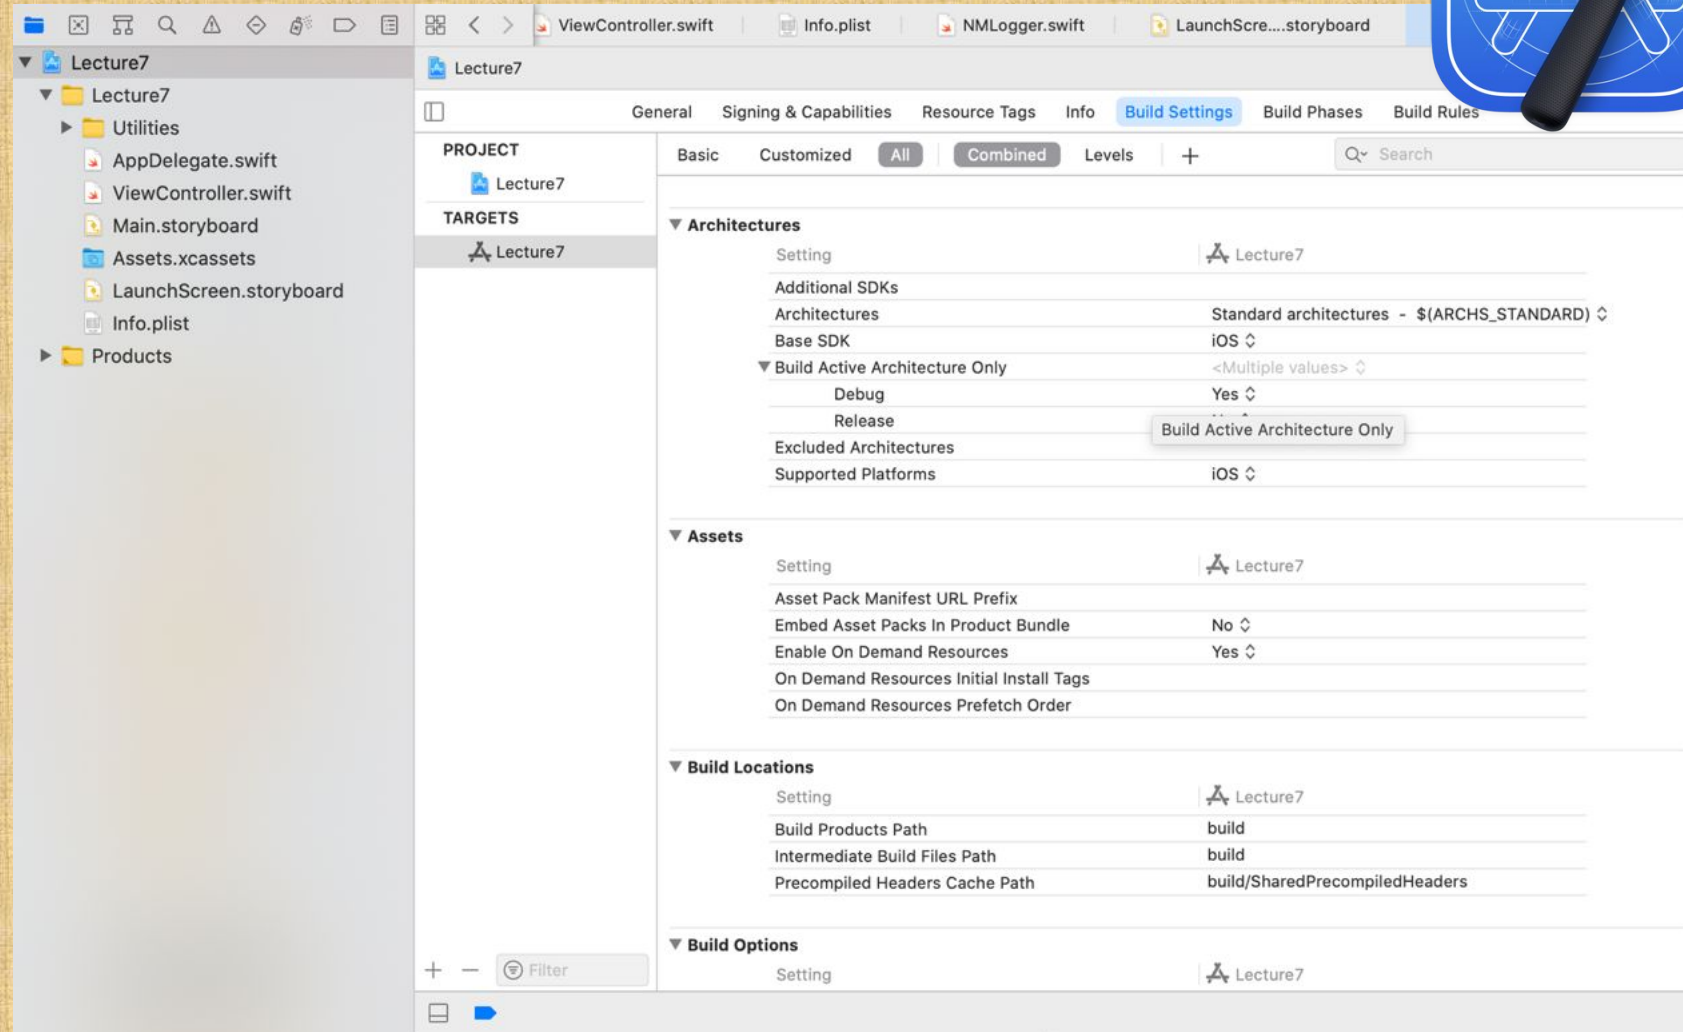 ViewController.swift
Info.plist
NMLogger.swift
LaunchScre....storyboard
Lecture7
Lecture7
Utilities
AppDelegate.swift
ViewController.swift
Main.storyboard
Assets.xcassets
LaunchScreen.storyboard
Info.plist
Products
Lecture7
General Signing & Capabilities Resource Tags Info Build Settings Build Phases Build Rules
PROJECT
Lecture7
TARGETS
Lecture7
Filter
Basic Customized All Combined Levels + Search
Architectures
Setting Lecture7
Additional SDKs
Architectures Standard architectures - $(ARCHS_STANDARD)
Base SDK iOS
Build Active Architecture Only <Multiple values>
Debug Yes
Release
Build Active Architecture Only
Excluded Architectures
Supported Platforms iOS
Assets
Setting Lecture7
Asset Pack Manifest URL Prefix
Embed Asset Packs In Product Bundle No
Enable On Demand Resources Yes
On Demand Resources Initial Install Tags
On Demand Resources Prefetch Order
Build Locations
Setting Lecture7
Build Products Path build
Intermediate Build Files Path build
Precompiled Headers Cache Path build/SharedPrecompiledHeaders
Build Options
Setting Lecture7